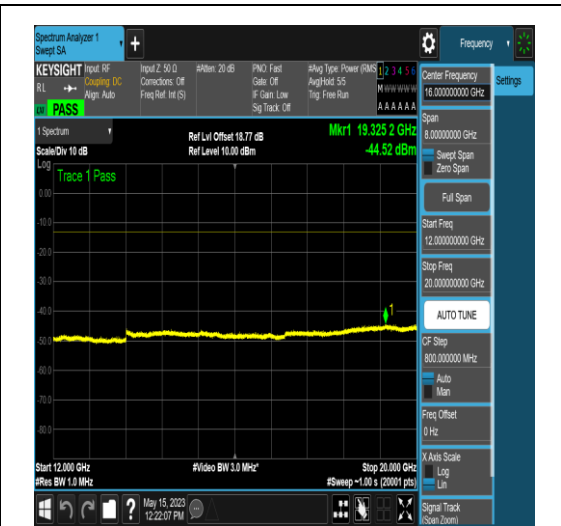 Spectrum Analyzer 1
Swept SA
+
Frequency
KEYSIGHT
RL
PASS
Input: RF
Coupling: DC
Align: Auto
Input Z: 50 Ω
Corrections: Off
Freq Ref: Int (S)
#Atten: 20 dB
PNO: Fast
Gate: Off
IF Gain: Low
Sig Track: Off
#Avg Type: Power (RMS
Avg|Hold: 5/5
Trig: Free Run
1 2 3 4 5 6
M W W W W W
A A A A A A
1 Spectrum
Scale/Div 10 dB
Ref Lvl Offset 18.77 dB
Ref Level 10.00 dBm
Mkr1 19.325 2 GHz
-44.52 dBm
Log
Trace 1 Pass
0.00
-10.0
-20.0
-30.0
-40.0
-50.0
-60.0
-70.0
-80.0
1
Start 12.000 GHz
#Res BW 1.0 MHz
#Video BW 3.0 MHz*
Stop 20.000 GHz
#Sweep ~1.00 s (20001 pts)
?
May 15, 2023
12:22:07 PM
Center Frequency
16.000000000 GHz
Span
8.00000000 GHz
Swept Span
Zero Span
Full Span
Start Freq
12.000000000 GHz
Stop Freq
20.000000000 GHz
AUTO TUNE
CF Step
800.000000 MHz
Auto
Man
Freq Offset
0 Hz
X Axis Scale
Log
Lin
Signal Track
(Span Zoom)
Settings